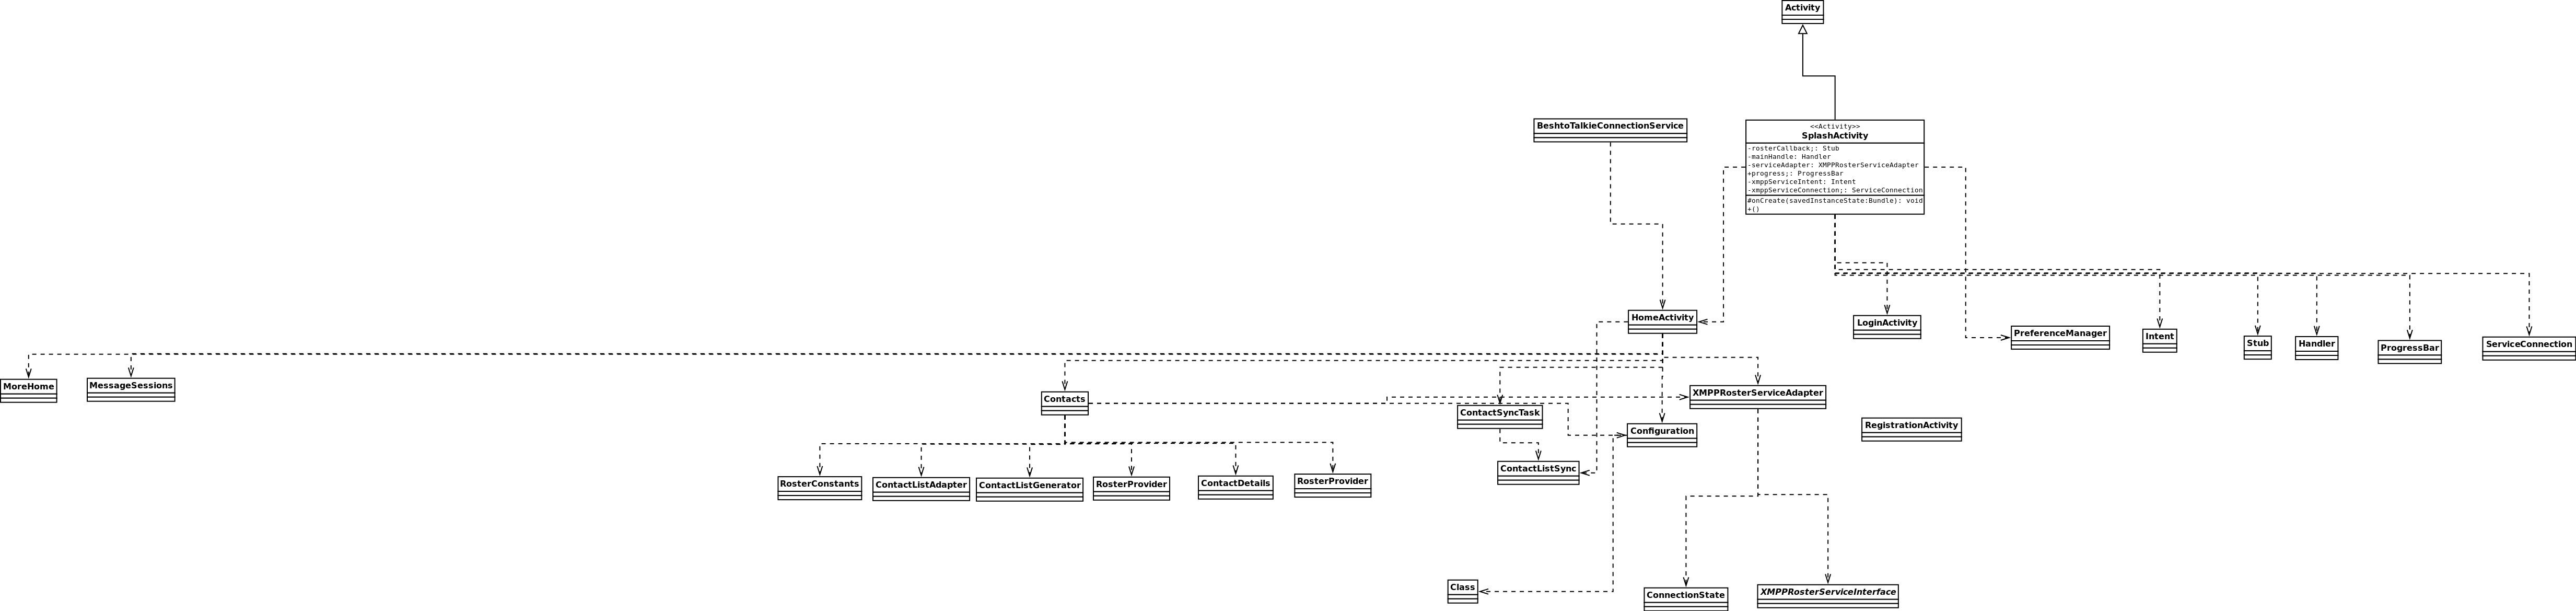 Activity
BeshtoTalkieConnectionService
<<Activity>>
SplashActivity
-rosterCallback;: Stub
-mainHandle: Handler
-serviceAdapter: XMPPRosterServiceAdapter
+progress;: ProgressBar
-xmppServiceIntent: Intent
-xmppServiceConnection;: ServiceConnection
#onCreate(savedInstanceState:Bundle): void
+()
HomeActivity
LoginActivity
PreferenceManager
Intent
Stub
Handler
ProgressBar
ServiceConnection
MoreHome
MessageSessions
Contacts
ContactSyncTask
XMPPRosterServiceAdapter
Configuration
RegistrationActivity
RosterConstants
ContactListAdapter
ContactListGenerator
RosterProvider
ContactDetails
RosterProvider
ContactListSync
Class
ConnectionState
XMPPRosterServiceInterface